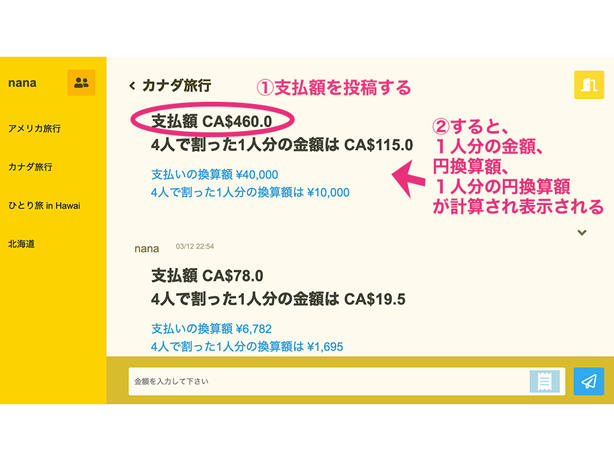 nana
アメリカ旅行
カナダ旅行
ひとり旅 in Hawai
北海道
カナダ旅行
①支払額を投稿する
支払額 CA$460.0
4人で割った1人分の金額は CA$115.0
支払いの換算額 ¥40,000
4人で割った1人分の換算額は ¥10,000
②すると、
１人分の金額、
円換算額、
１人分の円換算額
が計算され表示される
nana 03/12 22:54
支払額 CA$78.0
4人で割った1人分の金額は CA$19.5
支払いの換算額 ¥6,782
4人で割った1人分の換算額は ¥1,695
金額を入力して下さい